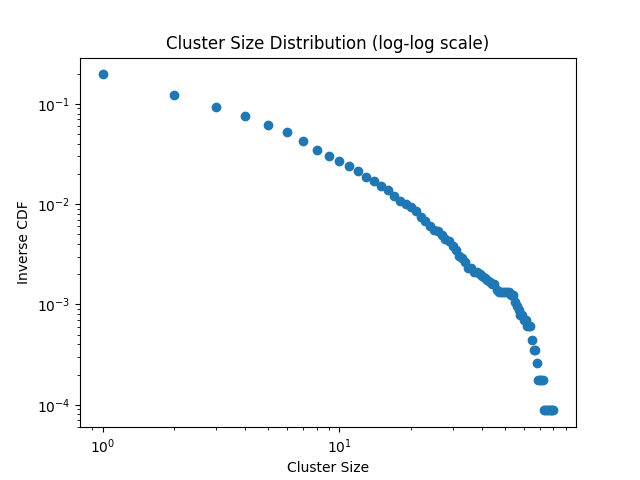 Cluster Size Distribution (log-log scale)
Inverse CDF
10⁻¹
10⁻²
10⁻³
10⁻⁴
10⁰
10¹
Cluster Size